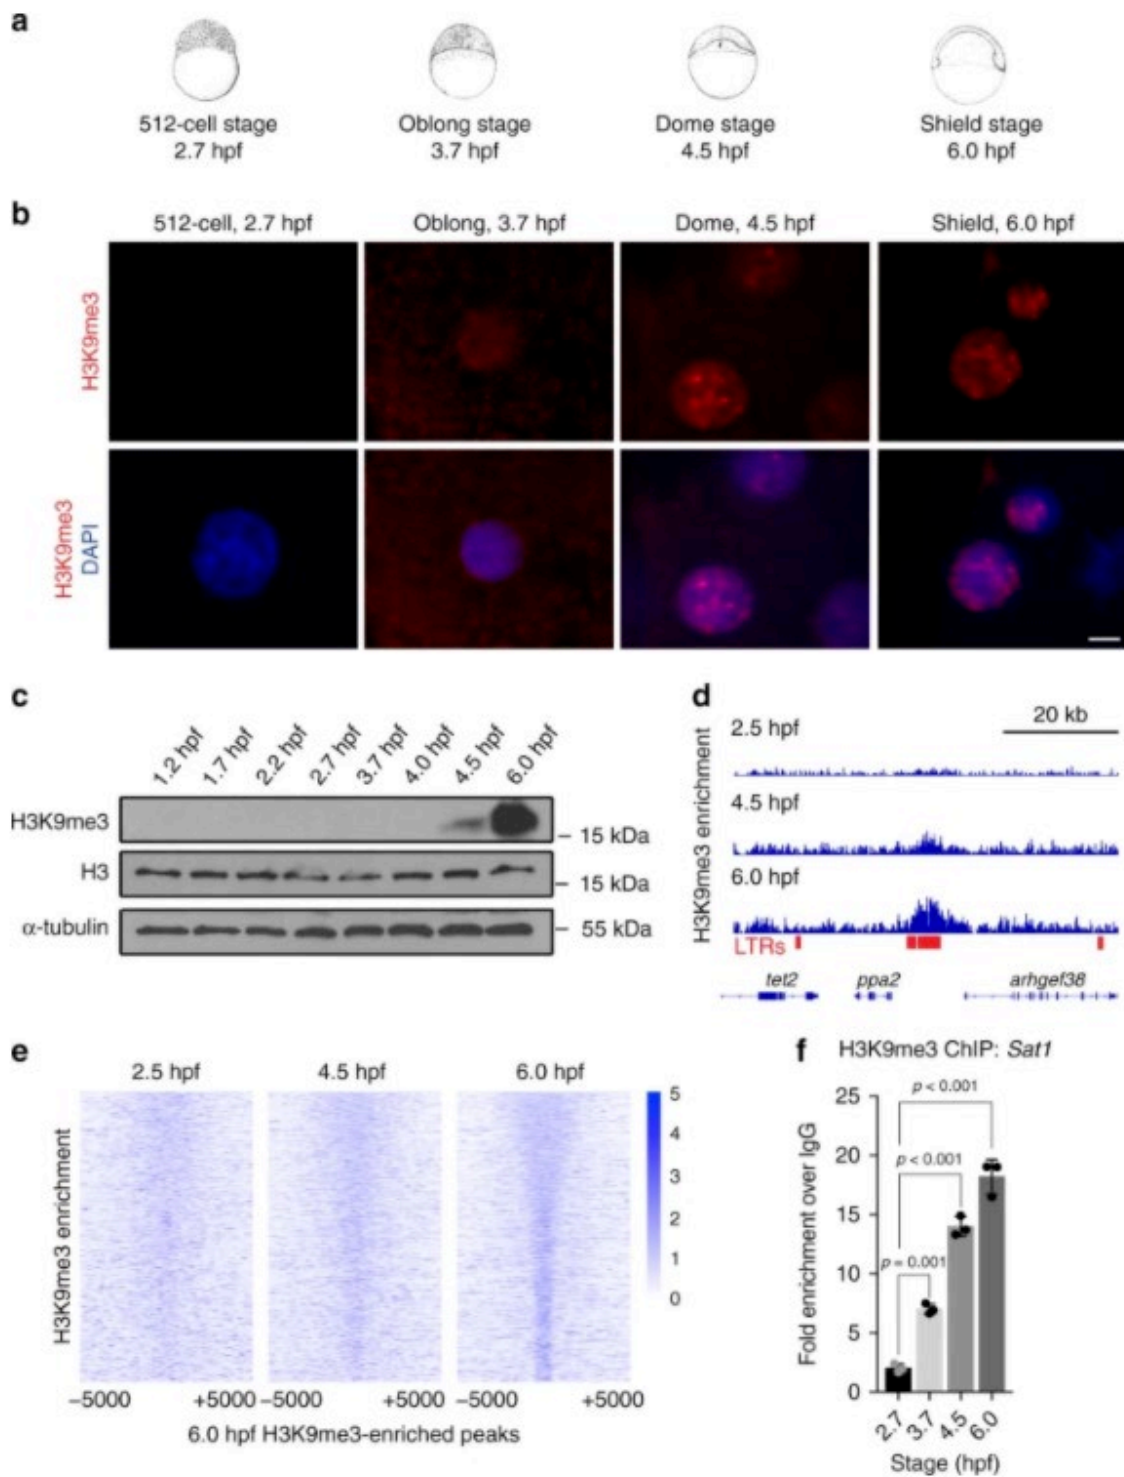 a
512-cell stage
2.7 hpf
Oblong stage
3.7 hpf
Dome stage
4.5 hpf
Shield stage
6.0 hpf
b
512-cell, 2.7 hpf
Oblong, 3.7 hpf
Dome, 4.5 hpf
Shield, 6.0 hpf
H3K9me3
H3K9me3
DAPI
c
1.2 hpf
1.7 hpf
2.2 hpf
2.7 hpf
3.7 hpf
4.0 hpf
4.5 hpf
6.0 hpf
H3K9me3
– 15 kDa
H3
– 15 kDa
α-tubulin
– 55 kDa
d
H3K9me3 enrichment
20 kb
2.5 hpf
4.5 hpf
6.0 hpf
LTRs
tet2
ppa2
arhgef38
e
2.5 hpf
4.5 hpf
6.0 hpf
H3K9me3 enrichment
5
4
3
2
1
0
–5000
+5000
–5000
+5000
–5000
+5000
6.0 hpf H3K9me3-enriched peaks
f
H3K9me3 ChIP: Sat1
Fold enrichment over IgG
25
20
15
10
5
0
p < 0.001
p < 0.001
p = 0.001
2.7
3.7
4.5
6.0
Stage (hpf)